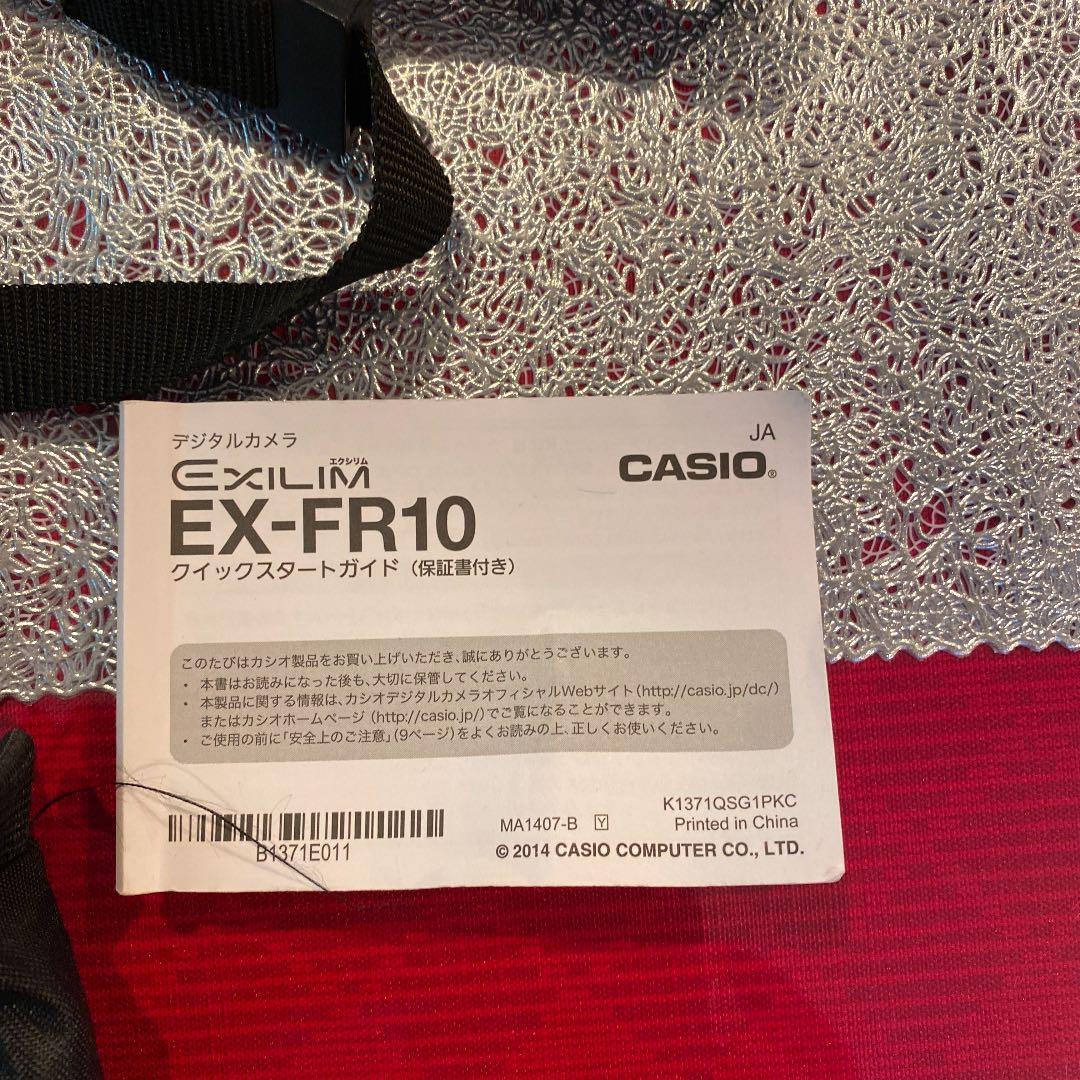 デジタルカメラ
JA
エクシリム
EXILIM
CASIO®
EX-FR10
クイックスタートガイド（保証書付き）
このたびはカシオ製品をお買い上げいただき、誠にありがとうございます。
• 本書はお読みになった後も、大切に保管してください。
• 本製品に関する情報は、カシオデジタルカメラオフィシャルWebサイト（http://casio.jp/dc/）
またはカシオホームページ（http://casio.jp/）でご覧になることができます。
• ご使用の前に「安全上のご注意」（9ページ）をよくお読みの上、正しくお使いください。
B1371E011
K1371QSG1PKC
MA1407-B Y
Printed in China
© 2014 CASIO COMPUTER CO., LTD.